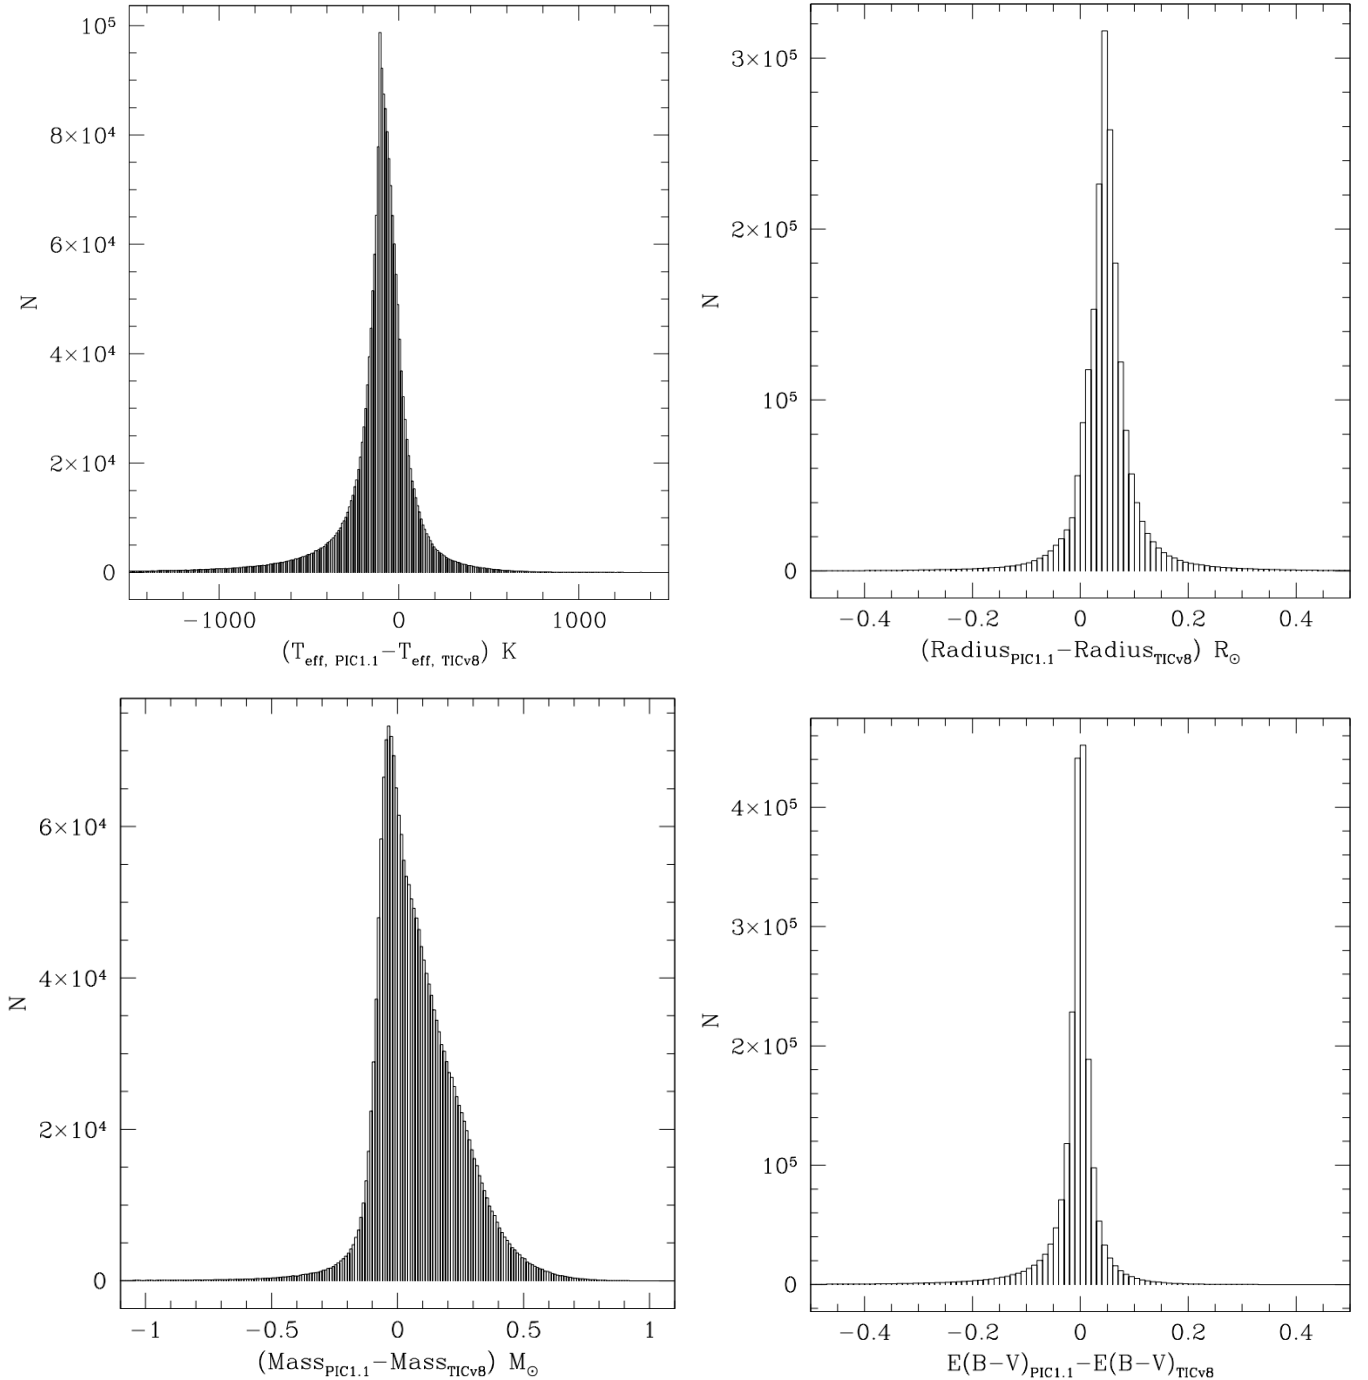 10⁵
8×10⁴
6×10⁴
4×10⁴
2×10⁴
0
N
−1000 0 1000
(T_eff, PIC1.1−T_eff, TICv8) K
3×10⁵
2×10⁵
10⁵
0
N
−0.4 −0.2 0 0.2 0.4
(Radius_PIC1.1−Radius_TICv8) R_⊙
6×10⁴
4×10⁴
2×10⁴
0
N
−1 −0.5 0 0.5 1
(Mass_PIC1.1−Mass_TICv8) M_⊙
4×10⁵
3×10⁵
2×10⁵
10⁵
0
N
−0.4 −0.2 0 0.2 0.4
E(B−V)_PIC1.1−E(B−V)_TICv8